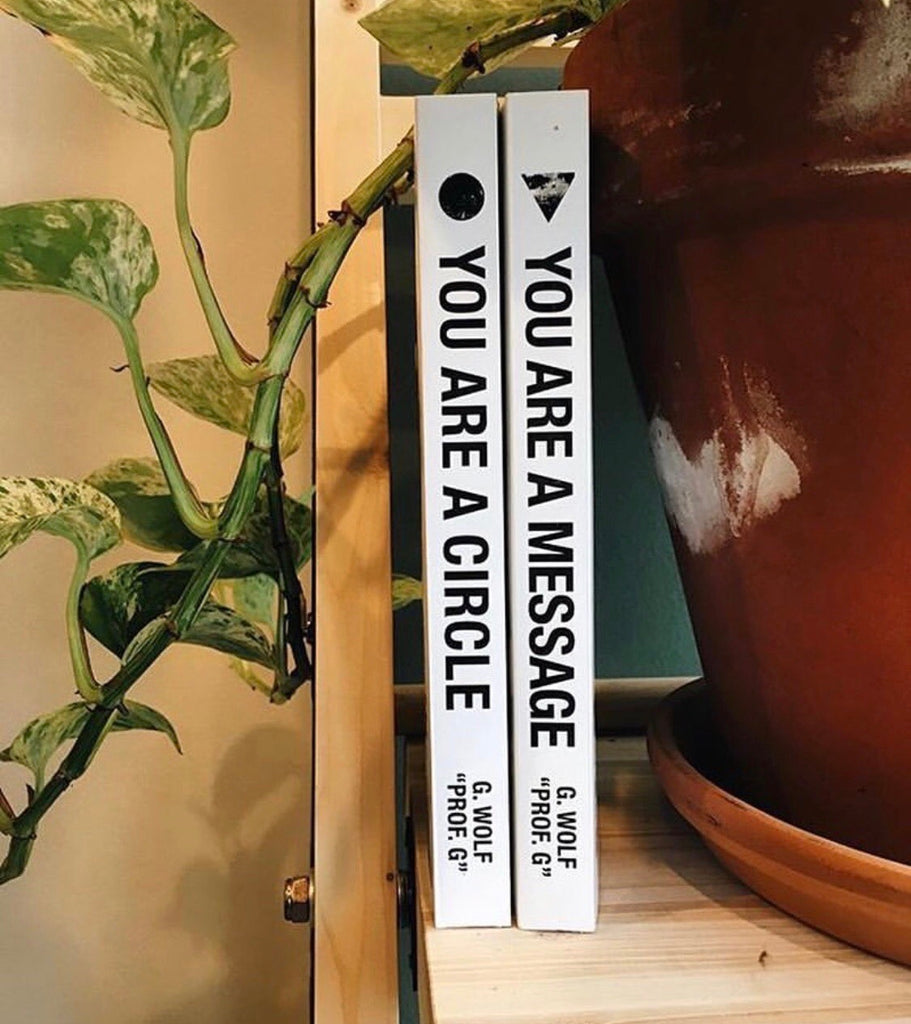 YOU ARE A CIRCLE
G. WOLF
“PROF. G”
YOU ARE A MESSAGE
G. WOLF
“PROF. G”